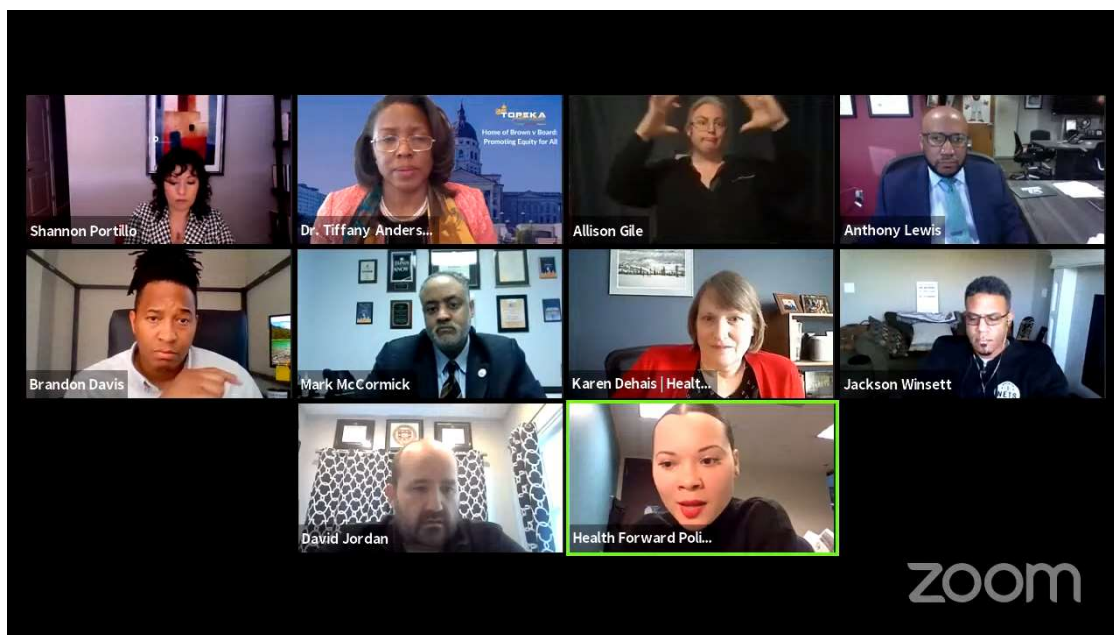 TOPEKA
Home of Brown v Board:
Promoting Equity for All
Shannon Portillo
Dr. Tiffany Anders...
Allison Gile
Anthony Lewis
Brandon Davis
Mark McCormick
Karen Dehais | Healt...
Jackson Winsett
David Jordan
Health Forward Poli...
zoom